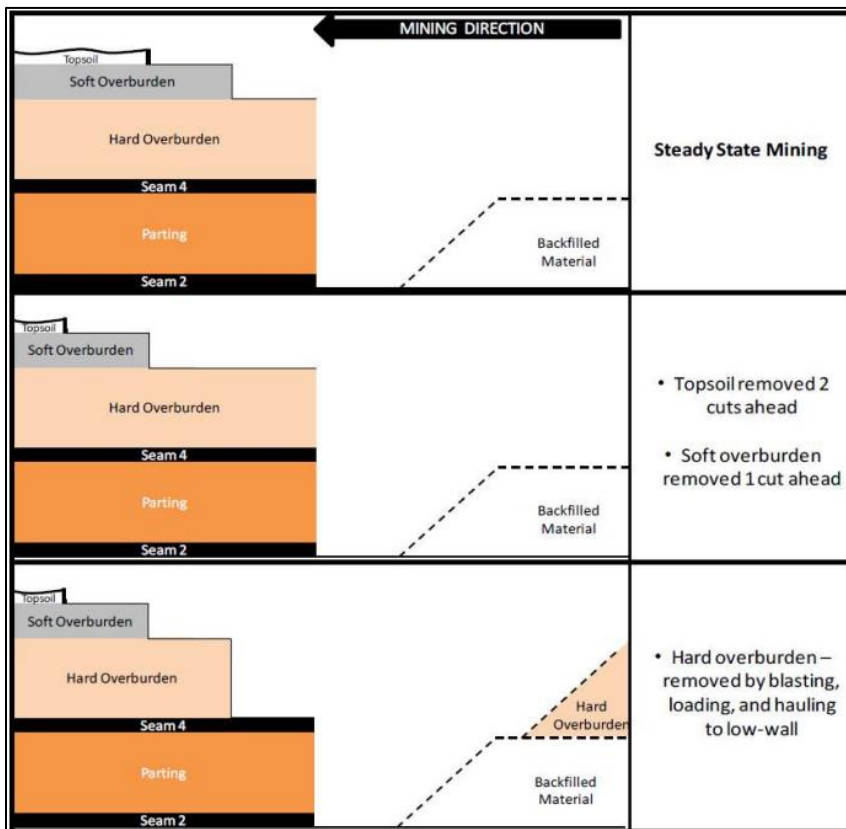 MINING DIRECTION
Topsoil
Soft Overburden
Hard Overburden
Seam 4
Parting
Seam 2
Backfilled
Material
Steady State Mining
Topsoil
Soft Overburden
Hard Overburden
Seam 4
Parting
Seam 2
Backfilled
Material
• Topsoil removed 2
cuts ahead
• Soft overburden
removed 1 cut ahead
Topsoil
Soft Overburden
Hard Overburden
Seam 4
Parting
Seam 2
Hard
Overburden
Backfilled
Material
• Hard overburden –
removed by blasting,
loading, and hauling
to low-wall